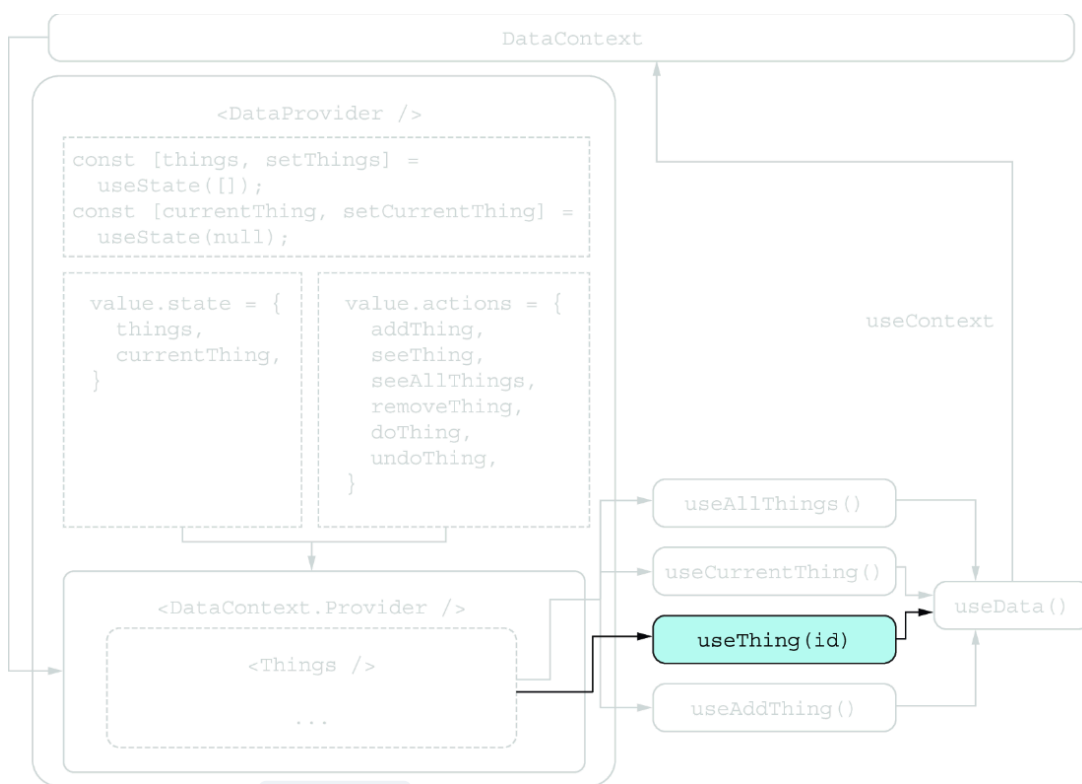 DataContext
<DataProvider />
const [things, setThings] =
useState([]);
const [currentThing, setCurrentThing] =
useState(null);
value.state = {
things,
currentThing,
}
value.actions = {
addThing,
seeThing,
seeAllThings,
removeThing,
doThing,
undoThing,
}
useContext
<DataContext.Provider />
<Things />
...
useAllThings()
useCurrentThing()
useThing(id)
useAddThing()
useData()